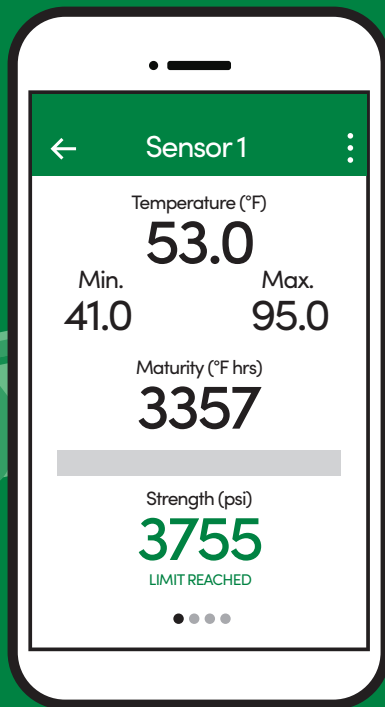 Sensor 1
Temperature (°F)
53.0
Min. Max.
41.0 95.0
Maturity (°F hrs)
3357
Strength (psi)
3755
LIMIT REACHED